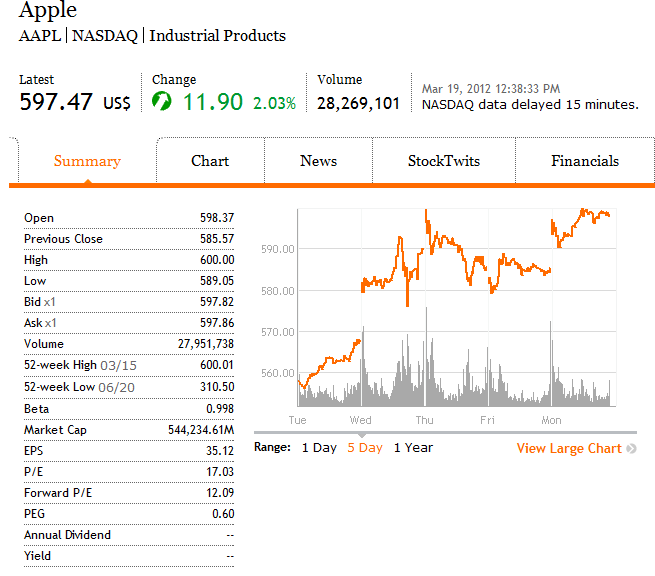 Apple
AAPL | NASDAQ | Industrial Products
Latest
597.47 US$
Change
11.90 2.03%
Volume
28,269,101
Mar 19, 2012 12:38:33 PM
NASDAQ data delayed 15 minutes.
Summary Chart News StockTwits Financials
Open 598.37
Previous Close 585.57
High 600.00
Low 589.05
Bid x1 597.82
Ask x1 597.86
Volume 27,951,738
52-week High 03/15 600.01
52-week Low 06/20 310.50
Beta 0.998
Market Cap 544,234.61M
EPS 35.12
P/E 17.03
Forward P/E 12.09
PEG 0.60
Annual Dividend --
Yield --
590.00
580.00
570.00
560.00
Tue Wed Thu Fri Mon
Range: 1 Day 5 Day 1 Year View Large Chart